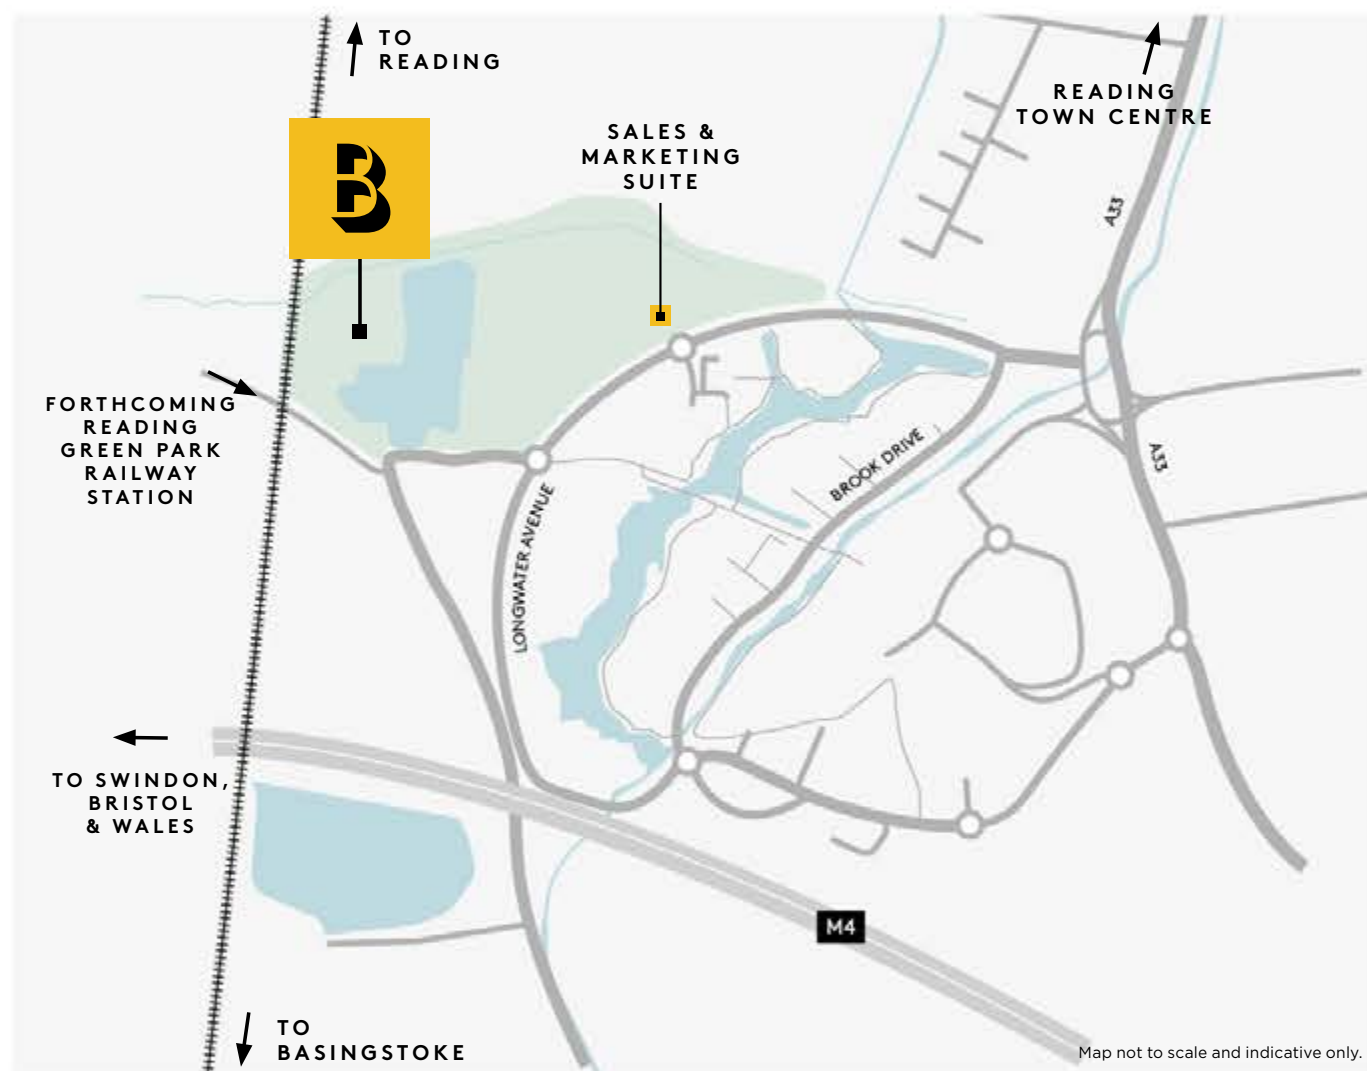 TO
READING
READING
TOWN CENTRE
SALES &
MARKETING
SUITE
B
A33
FORTHCOMING
READING
GREEN PARK
RAILWAY
STATION
BROOK DRIVE
A33
LONGWATER AVENUE
TO SWINDON,
BRISTOL
& WALES
M4
TO
BASINGSTOKE
Map not to scale and indicative only.